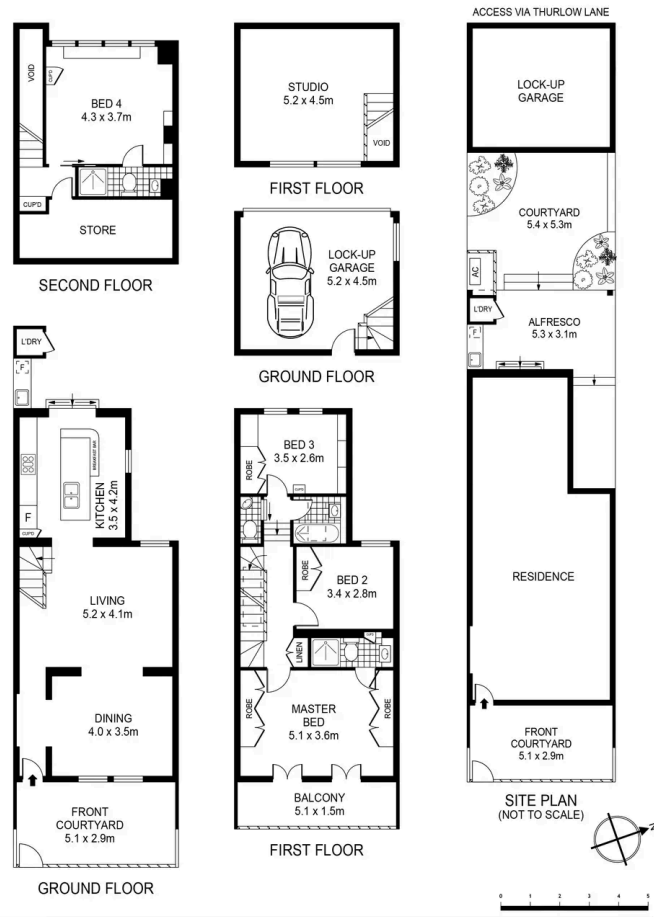 ACCESS VIA THURLOW LANE
VOID
CUP'D
BED 4
4.3 x 3.7m
CUP'D
STORE
SECOND FLOOR
STUDIO
5.2 x 4.5m
VOID
FIRST FLOOR
LOCK-UP
GARAGE
5.2 x 4.5m
GROUND FLOOR
LOCK-UP
GARAGE
COURTYARD
5.4 x 5.3m
AC
L'DRY
F
ALFRESCO
5.3 x 3.1m
RESIDENCE
FRONT
COURTYARD
5.1 x 2.9m
SITE PLAN
(NOT TO SCALE)
L'DRY
F
BREAKFAST BAR
KITCHEN
3.5 x 4.2m
F
CUP'D
LIVING
5.2 x 4.1m
DINING
4.0 x 3.5m
FRONT
COURTYARD
5.1 x 2.9m
GROUND FLOOR
BED 3
3.5 x 2.6m
ROBE
CUP'D
ROBE
BED 2
3.4 x 2.8m
LINEN
CUP'D
ROBE
MASTER
BED
5.1 x 3.6m
ROBE
BALCONY
5.1 x 1.5m
FIRST FLOOR
N
0 1 2 3 4 5